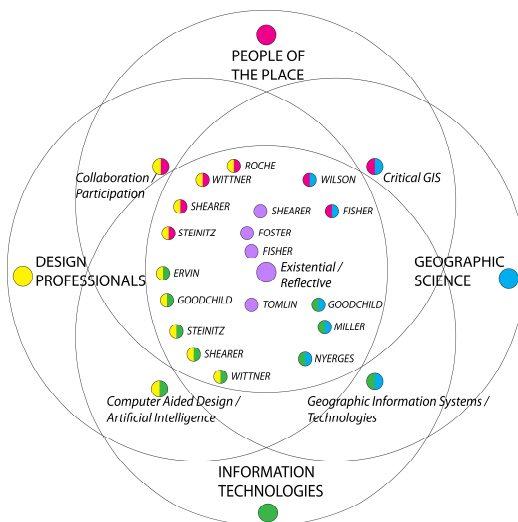 PEOPLE OF
THE PLACE
ROCHE
Collaboration /
Participation
WITTNER
WILSON
Critical GIS
SHEARER
SHEARER
FISHER
STEINITZ
FOSTER
FISHER
DESIGN
PROFESSIONALS
ERVIN
Existential /
Reflective
GEOGRAPHIC
SCIENCE
GOODCHILD
TOMLIN
GOODCHILD
STEINITZ
MILLER
SHEARER
NYERGES
WITTNER
Computer Aided Design /
Artificial Intelligence
Geographic Information Systems /
Technologies
INFORMATION
TECHNOLOGIES